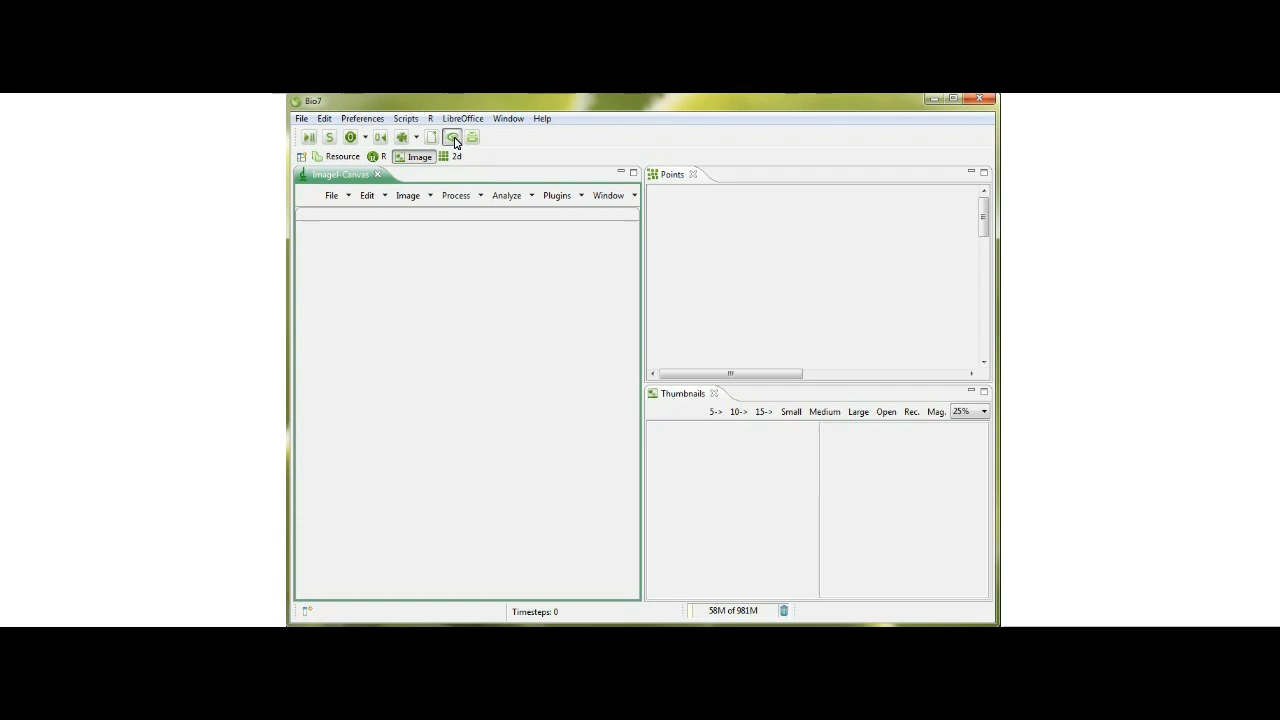 Bio7
File Edit Preferences Scripts R LibreOffice Window Help
S
Resource R Image 2d
ImageJ-Canvas
File Edit Image Process Analyze Plugins Window
Points
Thumbnails
5-> 10-> 15-> Small Medium Large Open Rec. Mag. 25%
Timesteps: 0
58M of 981M